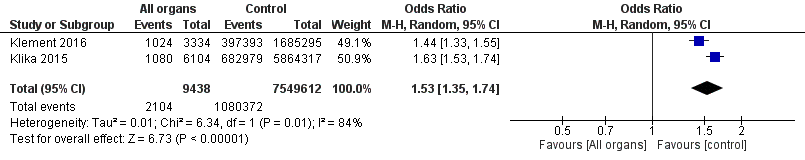 All organs Control Odds Ratio Odds Ratio
Study or Subgroup Events Total Events Total Weight M-H, Random, 95% CI M-H, Random, 95% CI
Klement 2016 1024 3334 397393 1685295 49.1% 1.44 [1.33, 1.55]
Klika 2015 1080 6104 682979 5864317 50.9% 1.63 [1.53, 1.74]
Total (95% CI) 9438 7549612 100.0% 1.53 [1.35, 1.74]
Total events 2104 1080372
Heterogeneity: Tau² = 0.01; Chi² = 6.34, df = 1 (P = 0.01); I² = 84%
Test for overall effect: Z = 6.73 (P < 0.00001)
0.5 0.7 1 1.5 2
Favours [All organs] Favours [control]